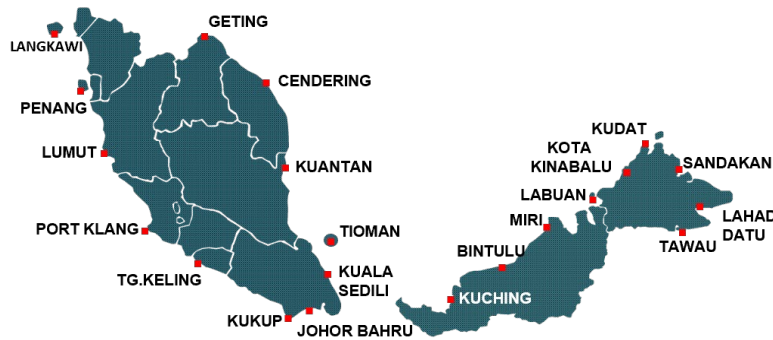 GETING
LANGKAWI
CENDERING
PENANG
LUMUT
KUANTAN
PORT KLANG
TIOMAN
TG.KELING
KUALA
SEDILI
KUKUP
JOHOR BAHRU
KUDAT
KOTA
KINABALU
SANDAKAN
LABUAN
MIRI
LAHAD
DATU
TAWAU
BINTULU
KUCHING